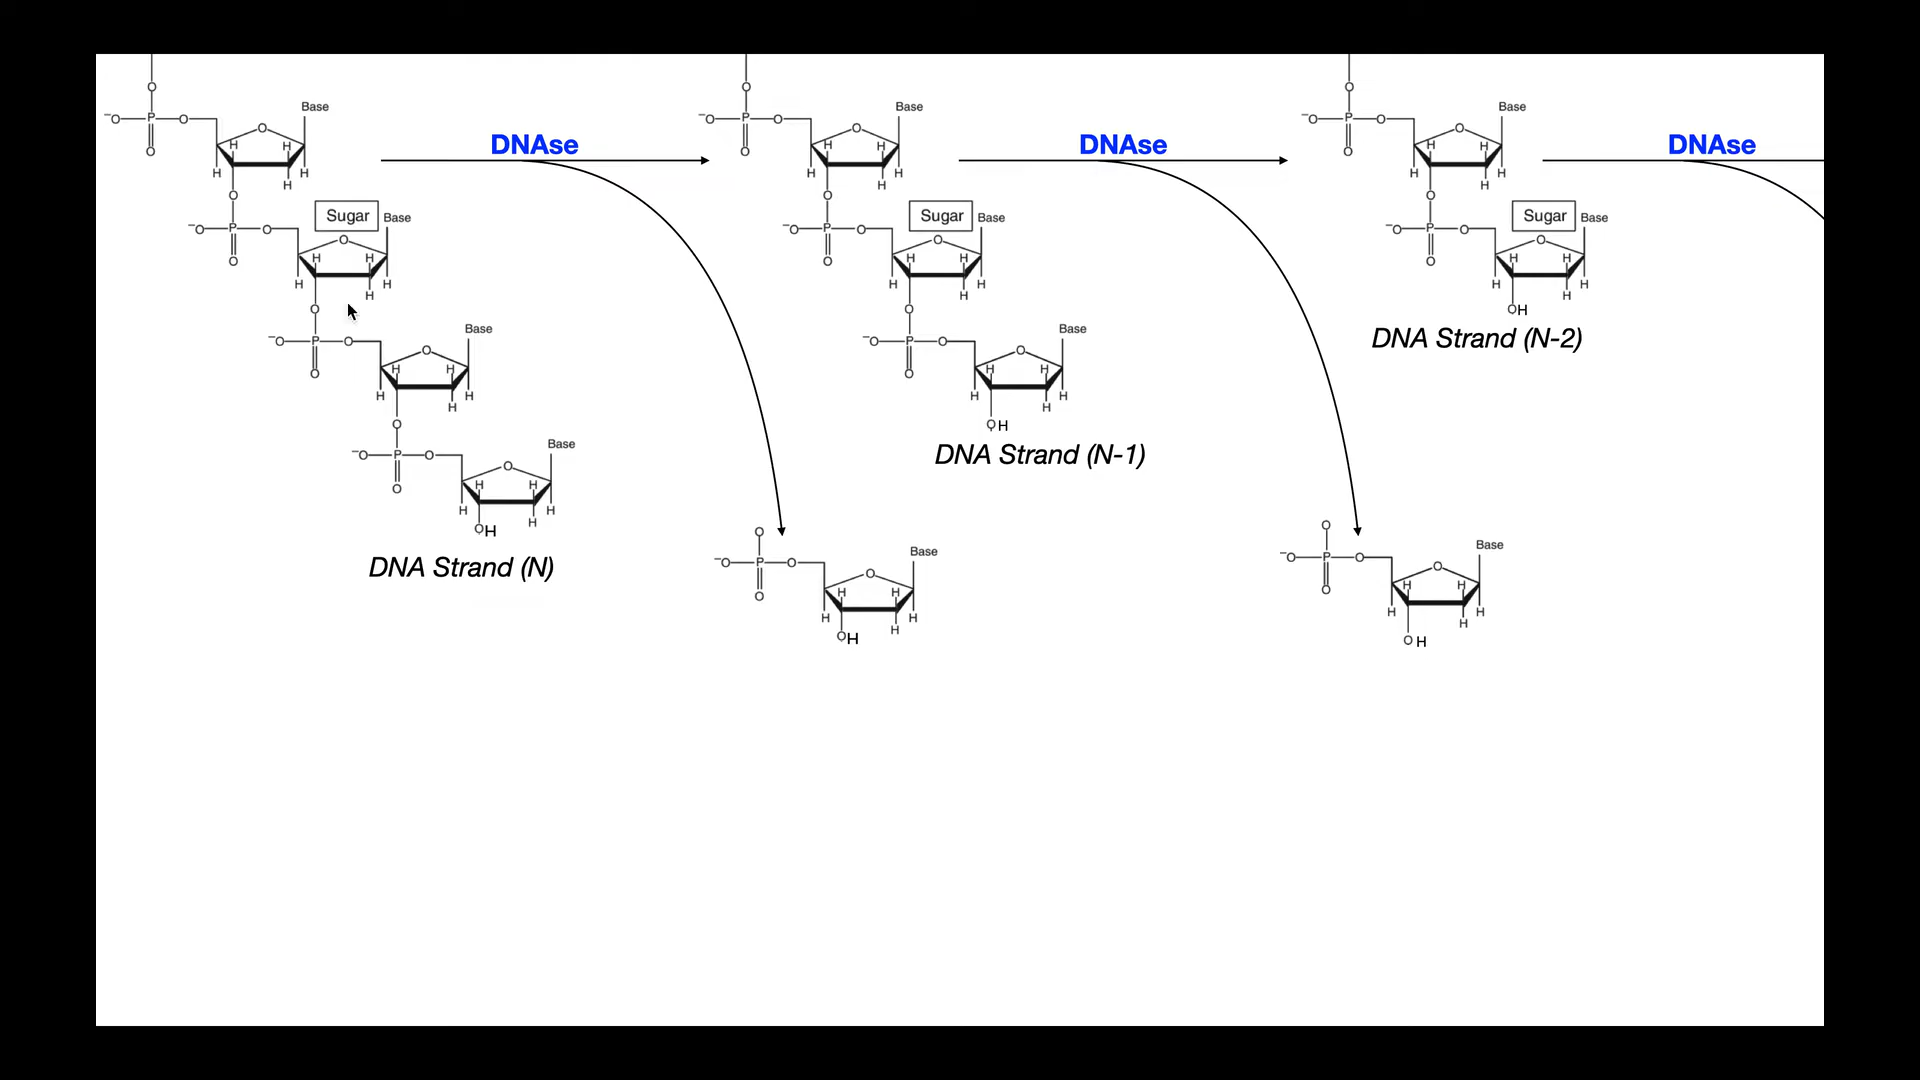 Base
Base
Base
DNAse
DNAse
DNAse
⁻O P O O H H H H O
⁻O P O O H H H H O
⁻O P O O H H H H O
Sugar
Base
Sugar
Base
Sugar
Base
⁻O P O O H H H H O
⁻O P O O H H H H O
⁻O P O O H H H H OH
DNA Strand (N-2)
Base
Base
⁻O P O O H H H H O
⁻O P O O H H H H OH
DNA Strand (N-1)
Base
⁻O P O O H H H H OH
DNA Strand (N)
Base
Base
O ⁻O P O O H H H H OH
O ⁻O P O O H H H H OH